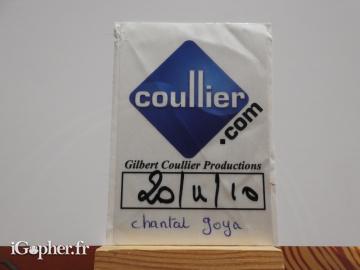 coullier
.com
Gilbert Coullier Productions
20/11/10
chantal goya
iGopher.fr